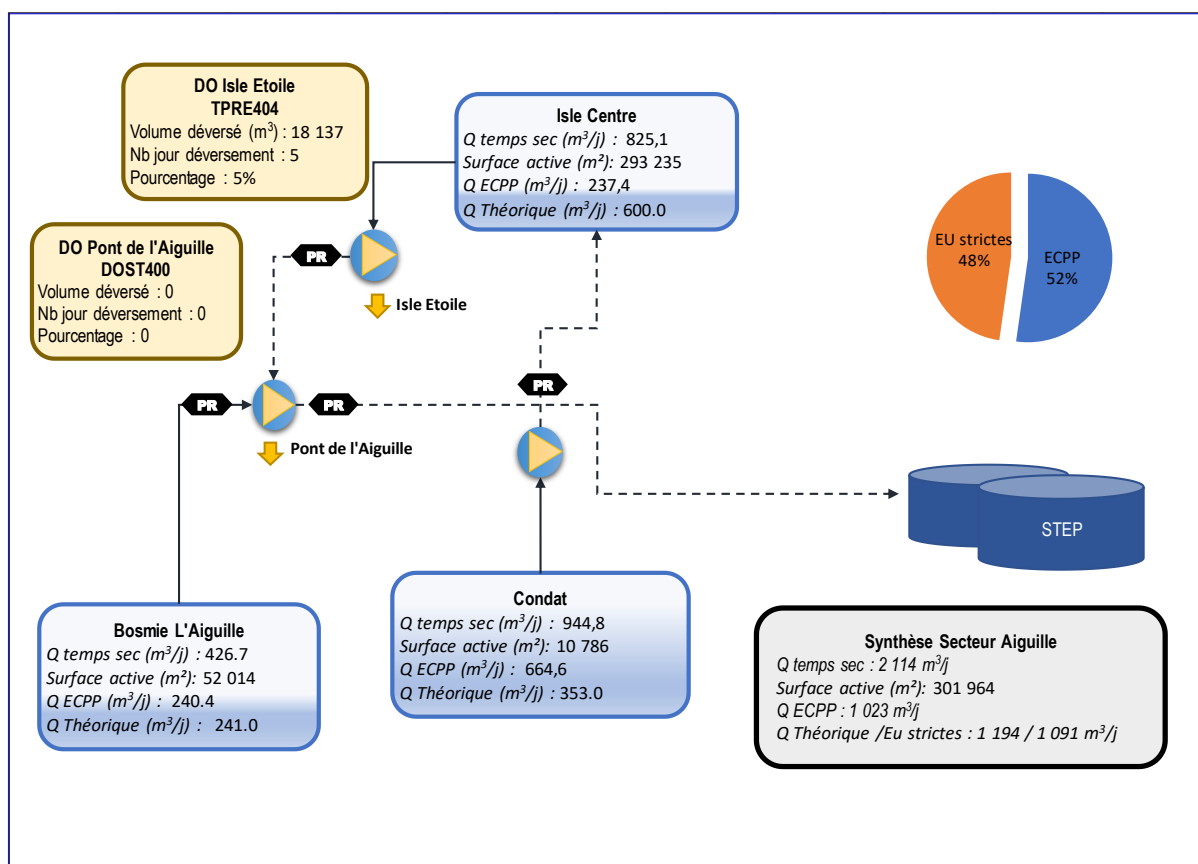 DO Isle Etoile
TPRE404
Volume déversé (m³) : 18 137
Nb jour déversement : 5
Pourcentage : 5%
Isle Centre
Q temps sec (m³/j) : 825,1
Surface active (m²): 293 235
Q ECPP (m³/j) : 237,4
Q Théorique (m³/j) : 600.0
DO Pont de l'Aiguille
DOST400
Volume déversé : 0
Nb jour déversement : 0
Pourcentage : 0
PR
Isle Etoile
EU strictes
48%
ECPP
52%
PR
PR
PR
Pont de l'Aiguille
STEP
Bosmie L'Aiguille
Q temps sec (m³/j) : 426.7
Surface active (m²): 52 014
Q ECPP (m³/j) : 240.4
Q Théorique (m³/j) : 241.0
Condat
Q temps sec (m³/j) : 944,8
Surface active (m²): 10 786
Q ECPP (m³/j) : 664,6
Q Théorique (m³/j) : 353.0
Synthèse Secteur Aiguille
Q temps sec : 2 114 m³/j
Surface active (m²): 301 964
Q ECPP : 1 023 m³/j
Q Théorique /Eu strictes : 1 194 / 1 091 m³/j